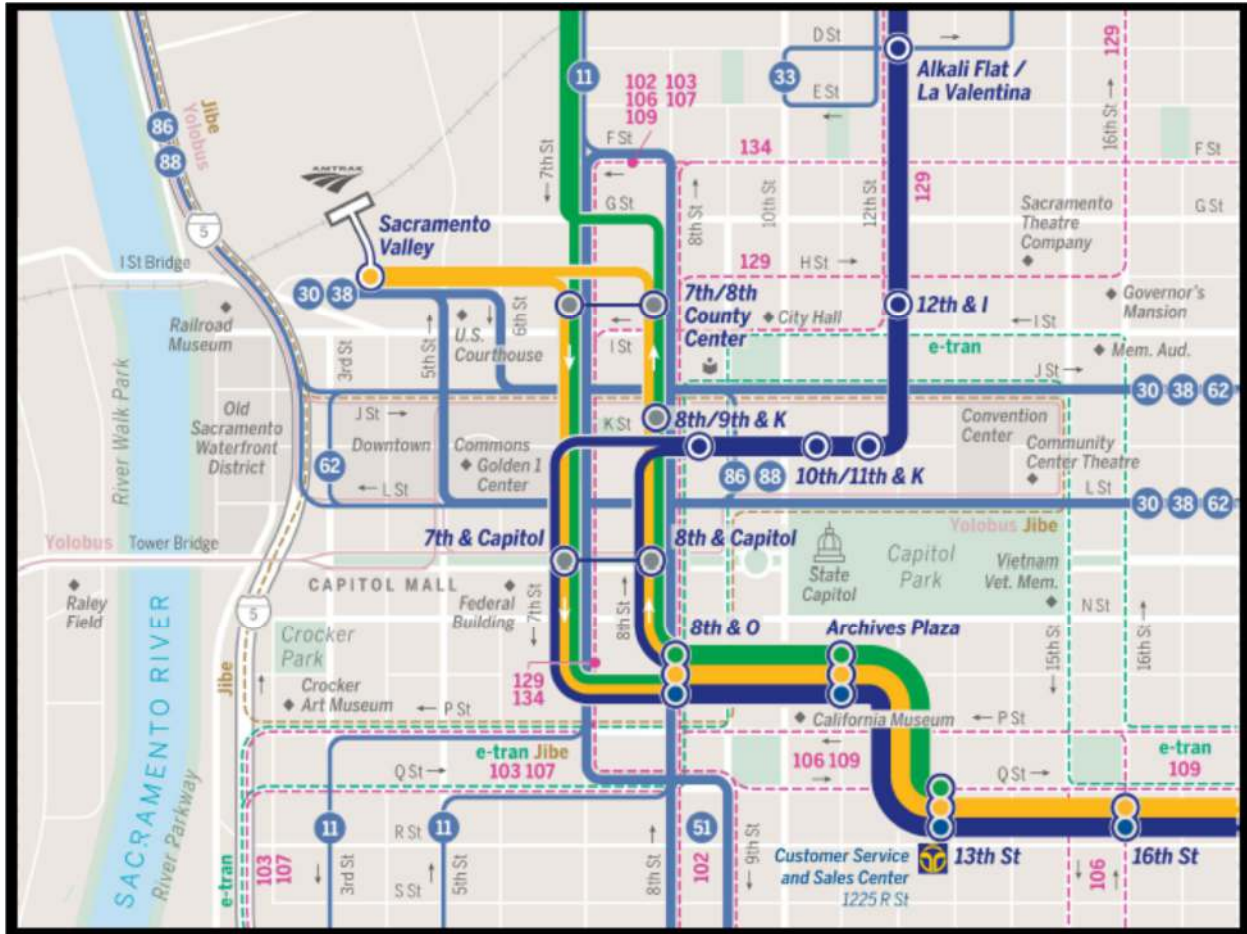 D St →
129
Alkali Flat /
La Valentina
11
102 103
106 107
109
33
E St
←
16th St →
Jibe
Yolobus
86
88
F St
←
134
F St
← 7th St
AMTRAK
G St
8th St →
10th St
12th St
129
Sacramento
Theatre
Company
G St
5
Sacramento
Valley
I St Bridge
129
H St →
30 38
6th St
←
7th/8th
County
Center
City Hall
12th & I
← I St
Governor's
Mansion
Railroad
Museum
U.S.
Courthouse
I St
e-tran
Mem. Aud.
J St →
3rd St
5th St →
30 38 62
River Walk Park
Old
Sacramento
Waterfront
District
J St →
Downtown
Commons
Golden 1
Center
K St
8th/9th & K
Convention
Center
Community
Center Theatre
62
← L St
86 88
10th/11th & K
L St
30 38 62
Yolobus
Tower Bridge
7th & Capitol
8th & Capitol
Yolobus Jibe
State
Capitol
Capitol
Park
Vietnam
Vet. Mem.
CAPITOL MALL
Raley
Field
5
Federal
Building
← 7th St
8th St →
N St
Crocker
Park
8th & O
Archives Plaza
15th St
16th St
SACRAMENTO RIVER
River Parkway
Jibe
129
134
Crocker
Art Museum
← P St
California Museum
← P St
e-tran Jibe
103 107
106 109
e-tran
109
Q St →
Q St →
11
11
R St
51
S St
3rd St
5th St
8th St
102
9th St
e-tran
103
107
Customer Service
and Sales Center
1225 R St
13th St
16th St
106